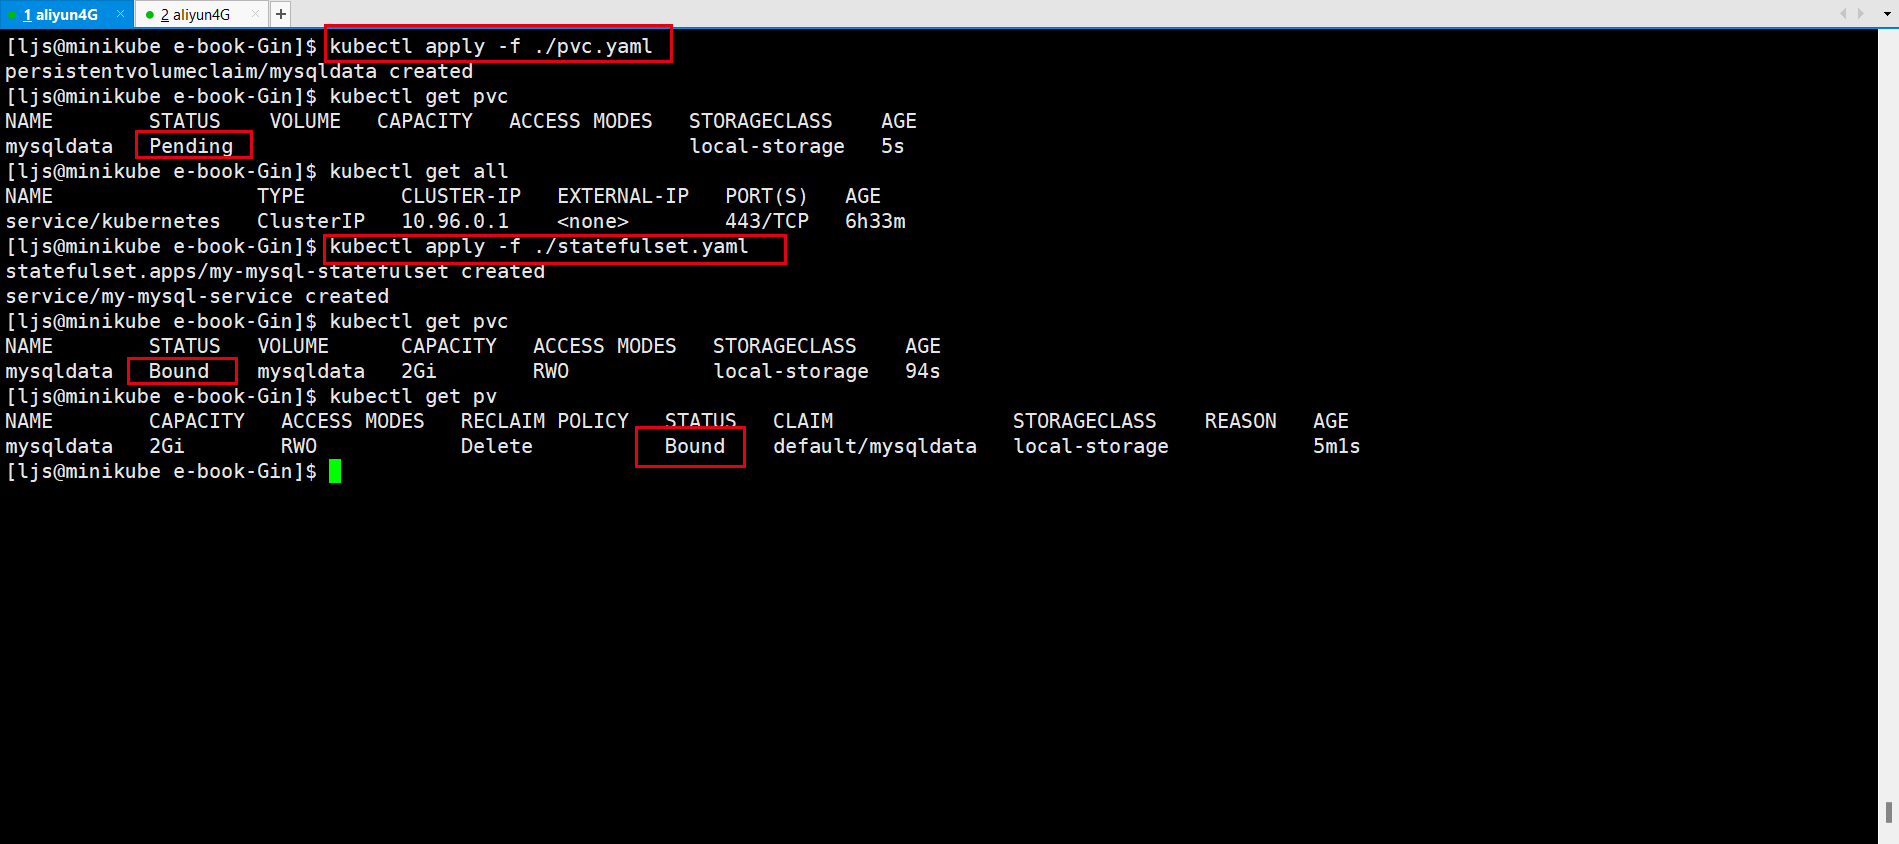 1 aliyun4G × 2 aliyun4G × +
[ljs@minikube e-book-Gin]$ kubectl apply -f ./pvc.yaml
persistentvolumeclaim/mysqldata created
[ljs@minikube e-book-Gin]$ kubectl get pvc
NAME        STATUS    VOLUME   CAPACITY   ACCESS MODES   STORAGECLASS    AGE
mysqldata   Pending                                      local-storage   5s
[ljs@minikube e-book-Gin]$ kubectl get all
NAME                 TYPE        CLUSTER-IP   EXTERNAL-IP   PORT(S)   AGE
service/kubernetes   ClusterIP   10.96.0.1    <none>        443/TCP   6h33m
[ljs@minikube e-book-Gin]$ kubectl apply -f ./statefulset.yaml
statefulset.apps/my-mysql-statefulset created
service/my-mysql-service created
[ljs@minikube e-book-Gin]$ kubectl get pvc
NAME        STATUS   VOLUME      CAPACITY   ACCESS MODES   STORAGECLASS    AGE
mysqldata   Bound    mysqldata   2Gi        RWO            local-storage   94s
[ljs@minikube e-book-Gin]$ kubectl get pv
NAME        CAPACITY   ACCESS MODES   RECLAIM POLICY   STATUS   CLAIM               STORAGECLASS    REASON   AGE
mysqldata   2Gi        RWO            Delete           Bound    default/mysqldata   local-storage            5m1s
[ljs@minikube e-book-Gin]$